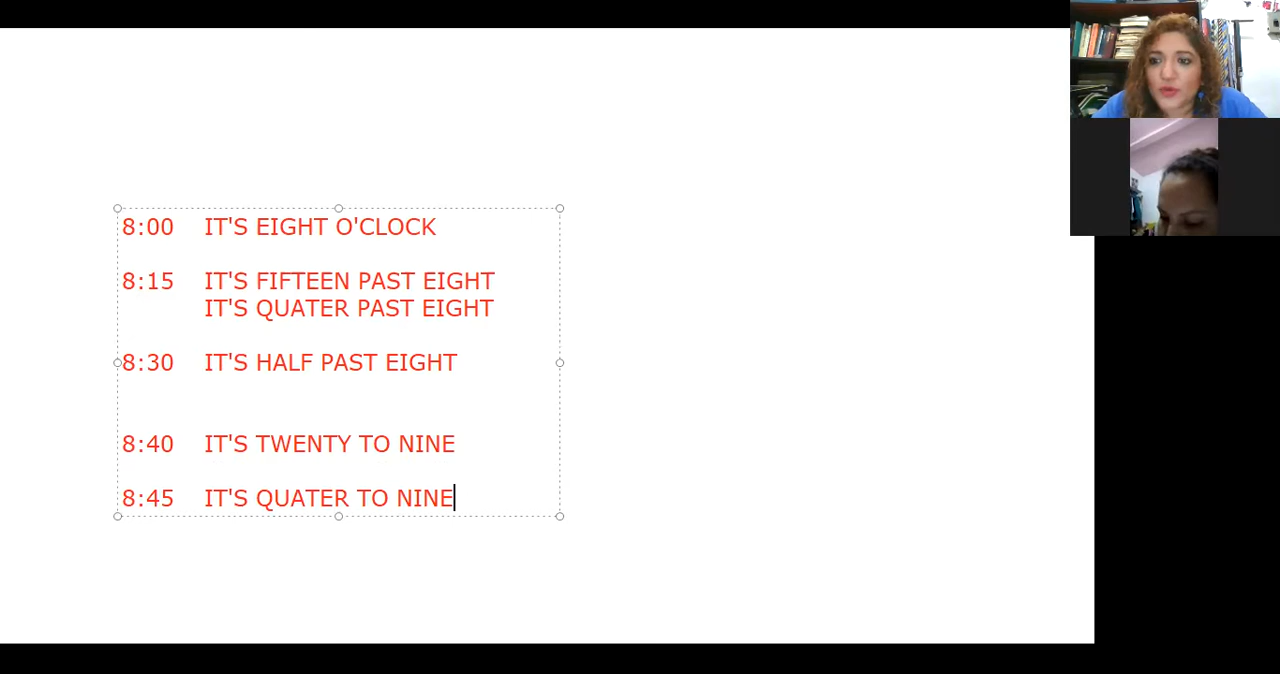 8:00 IT'S EIGHT O'CLOCK
8:15 IT'S FIFTEEN PAST EIGHT
IT'S QUATER PAST EIGHT
8:30 IT'S HALF PAST EIGHT
8:40 IT'S TWENTY TO NINE
8:45 IT'S QUATER TO NINE